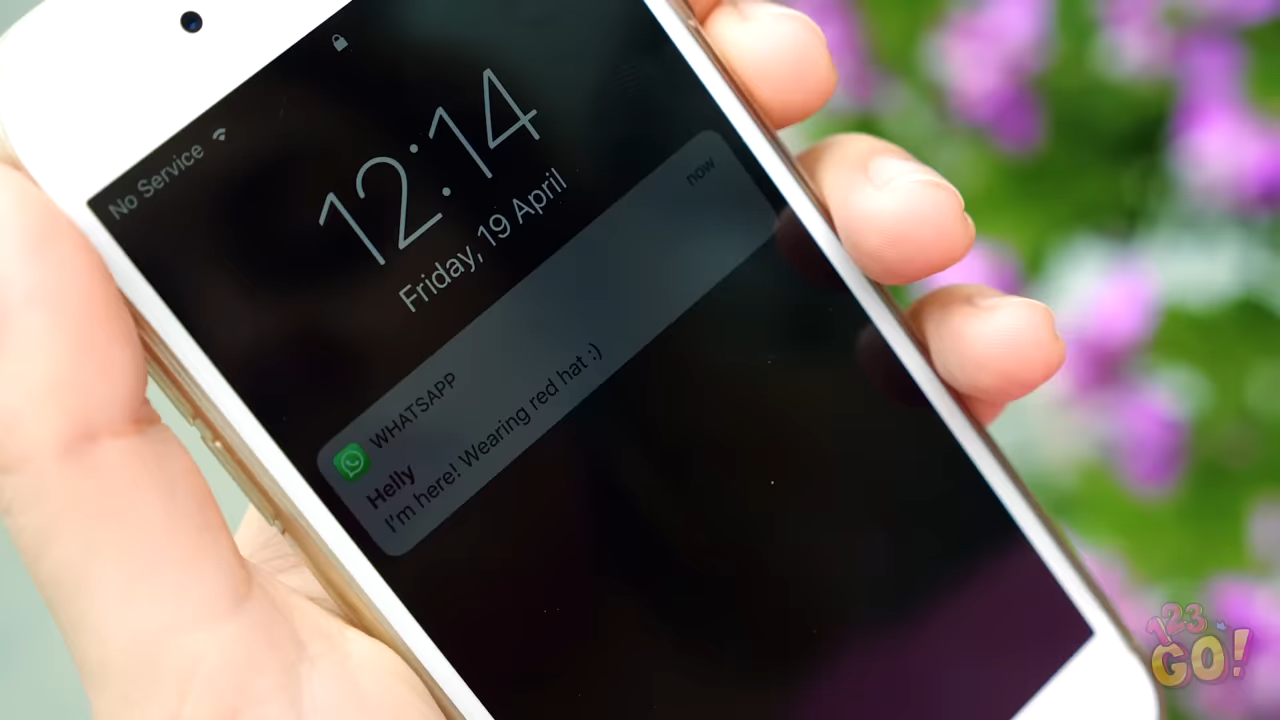 No Service
12:14
Friday, 19 April
WHATSAPP
now
Helly
I'm here! Wearing red hat :)
123
GO!